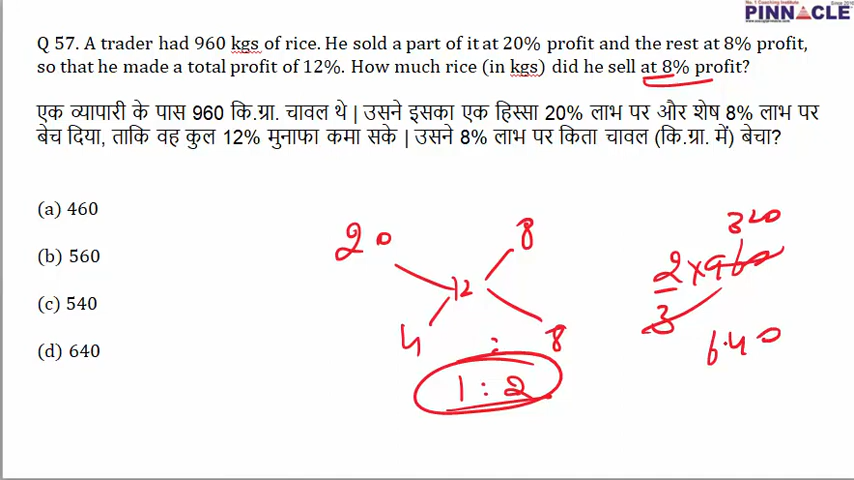 No. 1 Coaching Institute
PINNACLE
Q 57. A trader had 960 kgs of rice. He sold a part of it at 20% profit and the rest at 8% profit,
so that he made a total profit of 12%. How much rice (in kgs) did he sell at 8% profit?
एक व्यापारी के पास 960 कि.ग्रा. चावल थे | उसने इसका एक हिस्सा 20% लाभ पर और शेष 8% लाभ पर
बेच दिया, ताकि वह कुल 12% मुनाफा कमा सके | उसने 8% लाभ पर किता चावल (कि.ग्रा. में) बेचा?
(a) 460
(b) 560
(c) 540
(d) 640
20 8
12
4 : 8
1 : 2
320
2 × 960
3
640